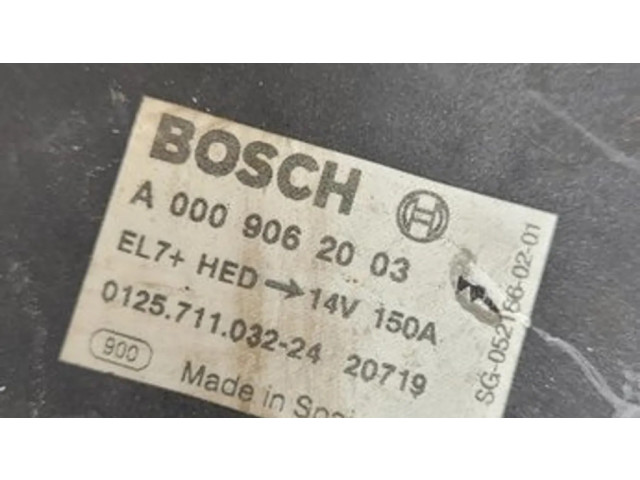 BOSCH
A 000 906 20 03
EL7+ HED → 14V 150A
0125.711.032-24 20719
900
Made in Spai
SG-052166-02-01